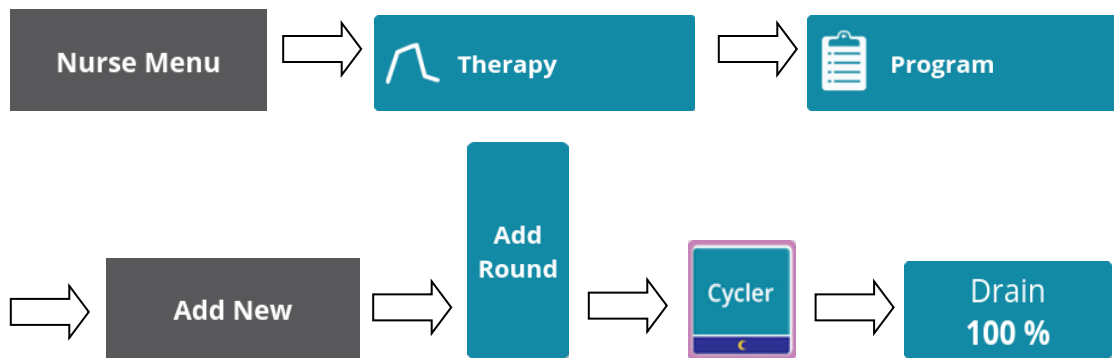 Nurse Menu
Therapy
Program
Add New
Add
Round
Cycler
Drain
100 %